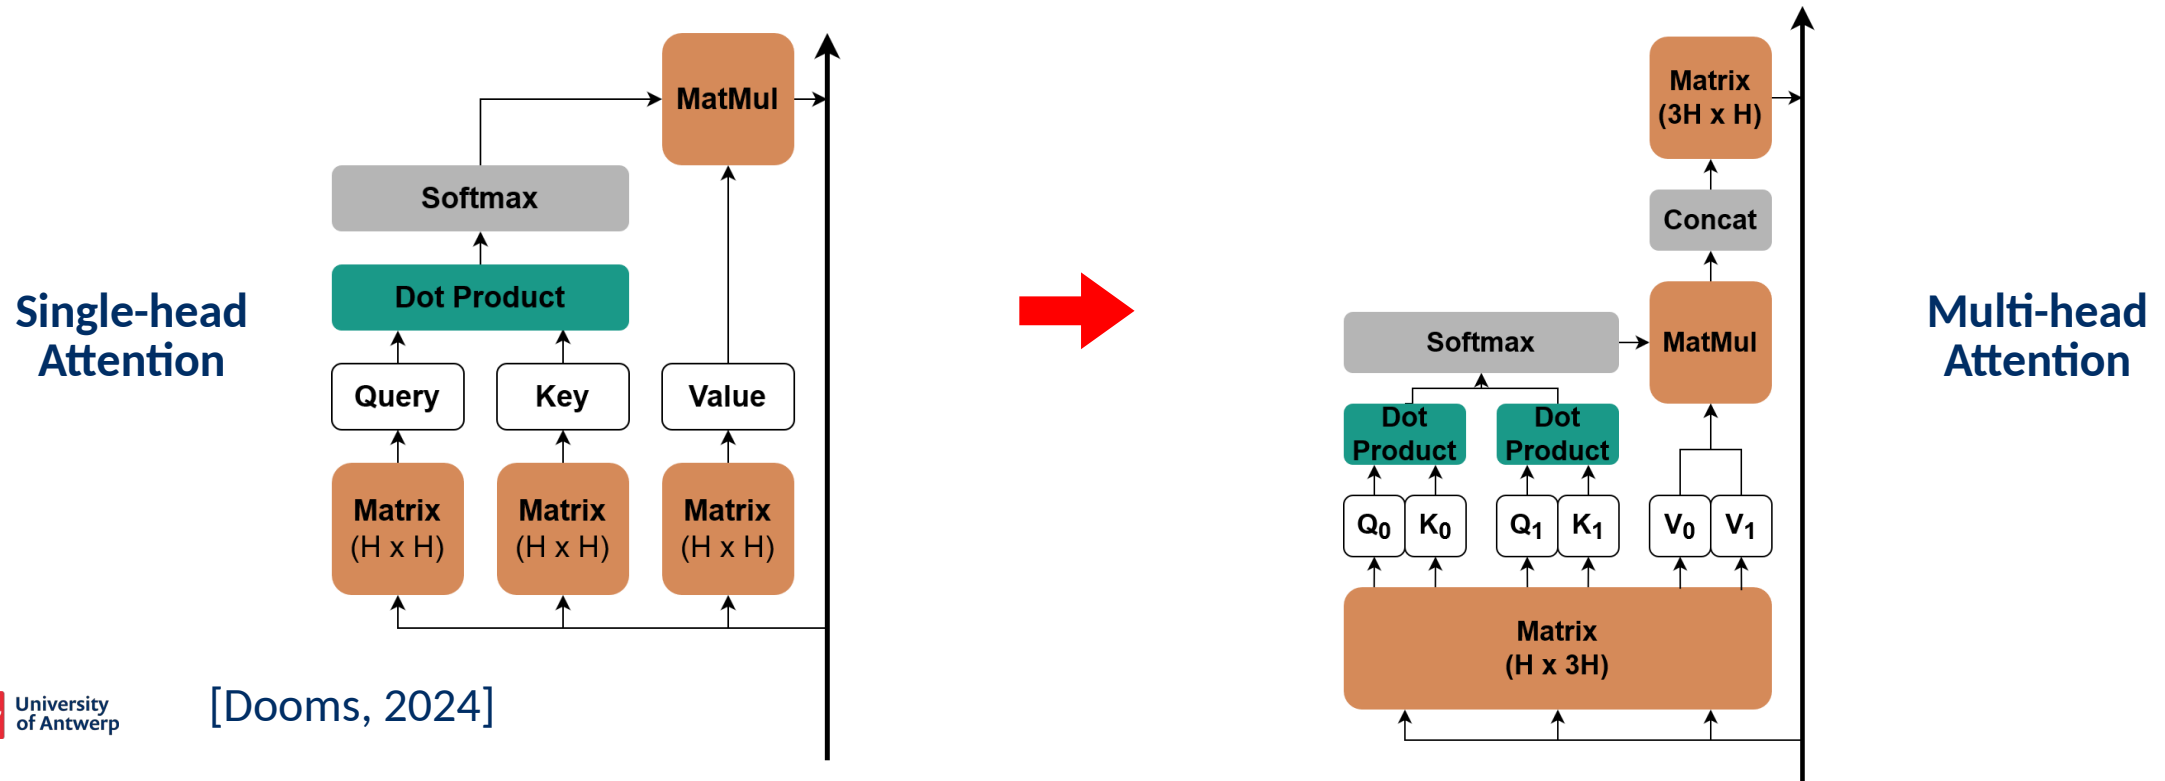 Single-head
Attention
MatMul
Softmax
Dot Product
Query
Key
Value
Matrix
(H x H)
Matrix
(H x H)
Matrix
(H x H)
University
of Antwerp
[Dooms, 2024]
Matrix
(3H x H)
Concat
MatMul
Softmax
Dot
Product
Dot
Product
Q0
K0
Q1
K1
V0
V1
Matrix
(H x 3H)
Multi-head
Attention